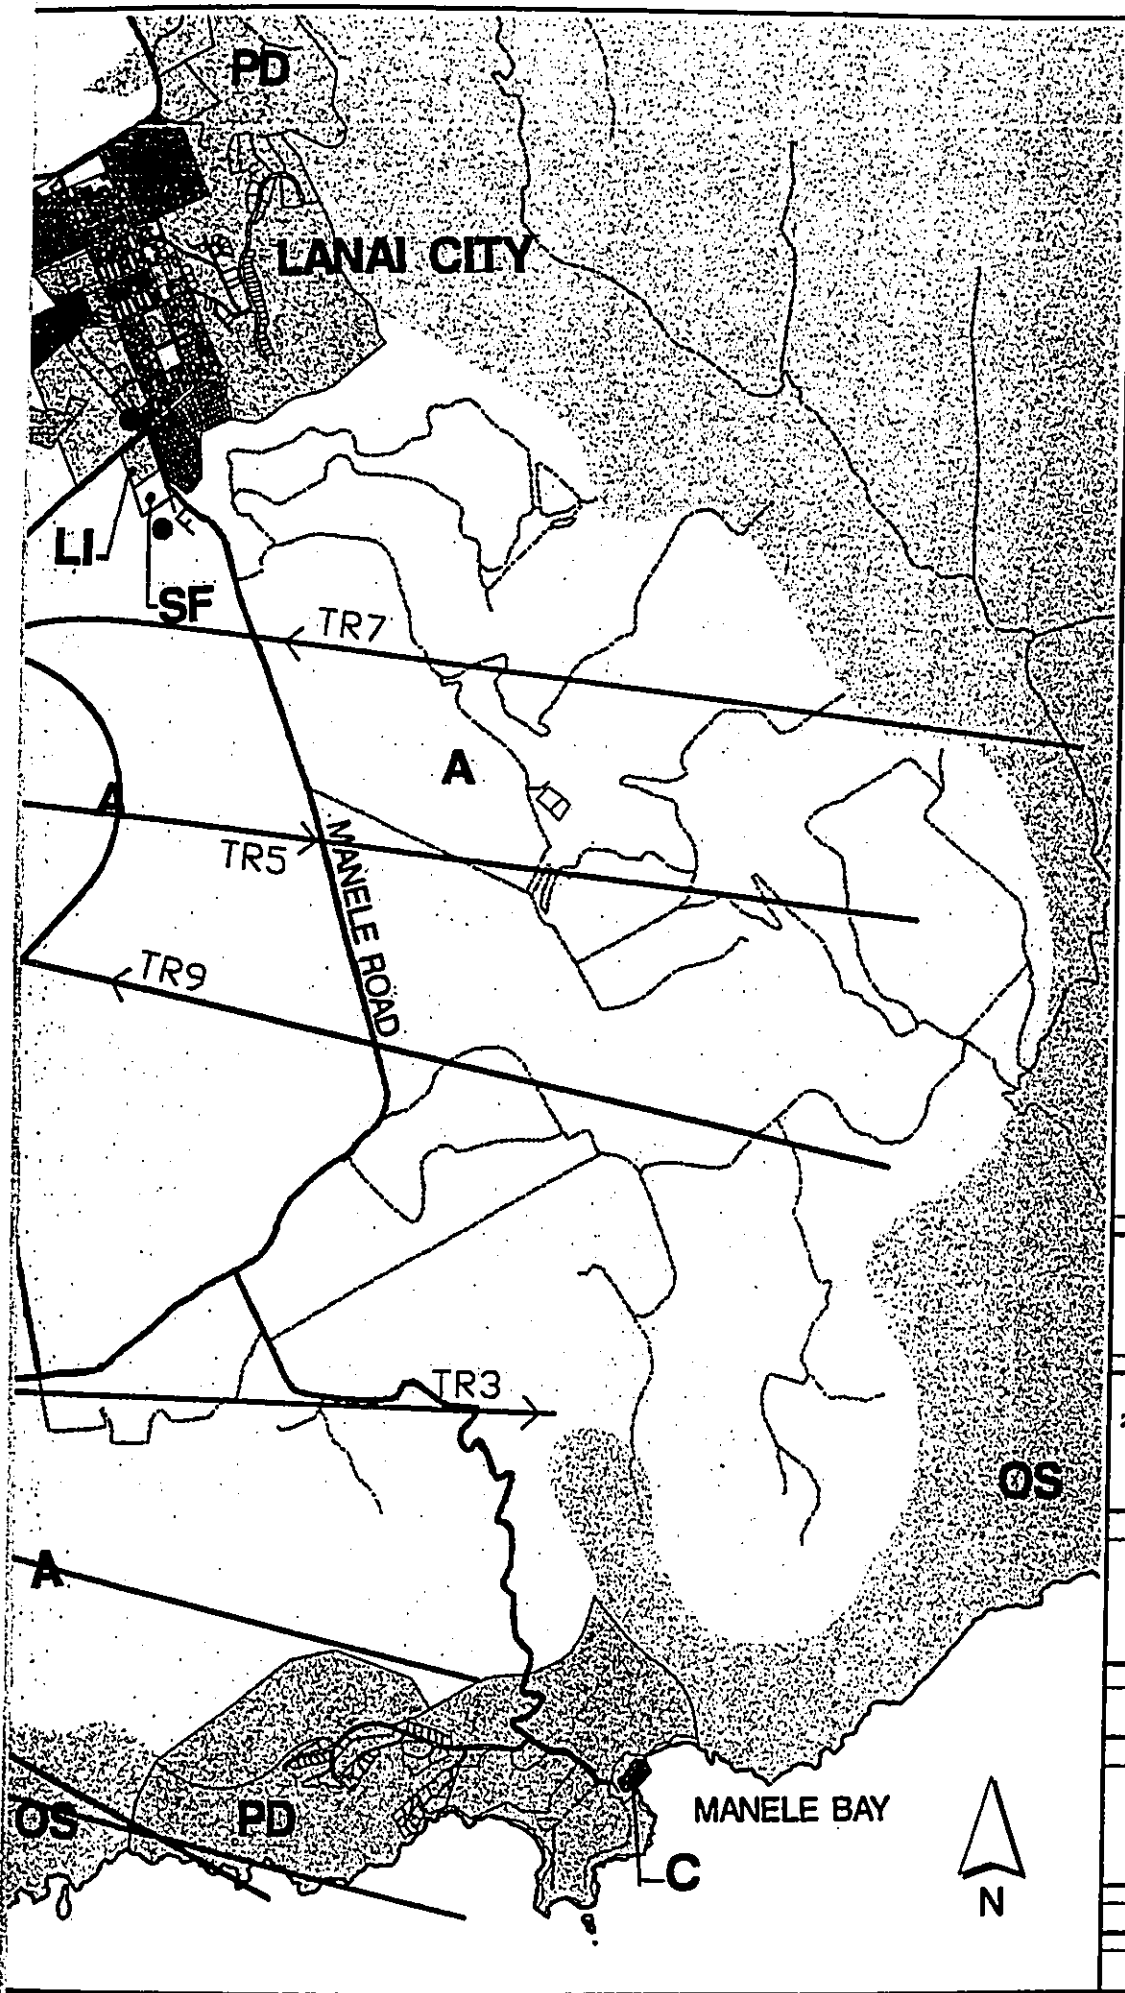 PD
LANAI CITY
LI
SF
TR7
A
A
TR5
MANELE ROAD
TR9
TR3
OS
A
OS
PD
MANELE BAY
C
N